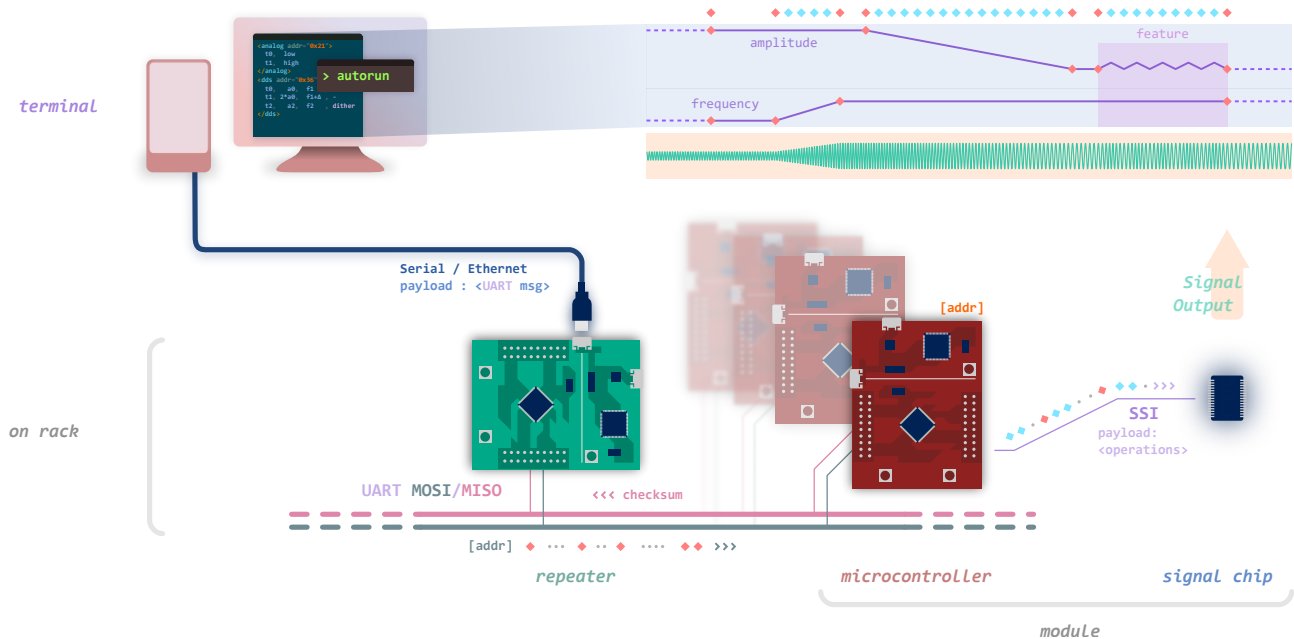 <analog addr="0x21">
t0, low
t1, high
</analog>
<dds addr="0x36"
t0, a0, f1
t1, 2*a0, f1+Δ , -
t2, a2, f2 , dither
</dds>
> autorun
amplitude
feature
frequency
terminal
Serial / Ethernet
payload : <UART msg>
Signal
Output
[addr]
SSI
payload:
<operations>
on rack
UART MOSI/MISO
<<< checksum
[addr] ... .. . .... >>>
repeater
microcontroller
signal chip
module